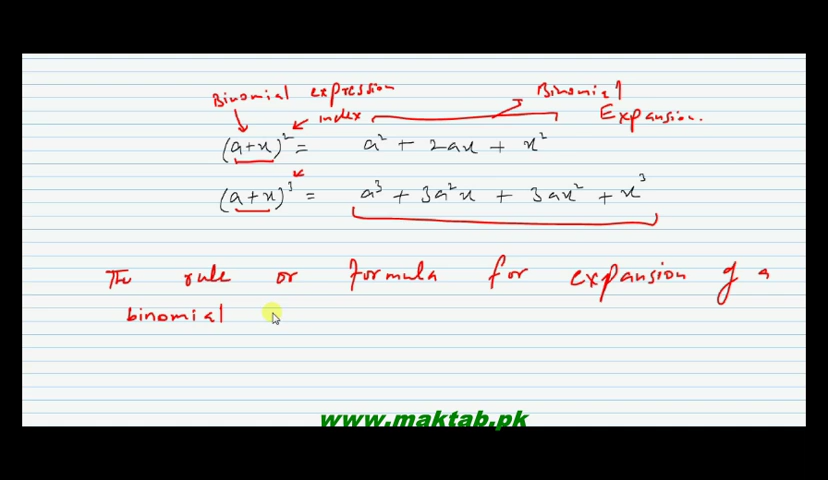 Binomial expression
Binomial
index
Expansion.
(a+x)² = a² + 2ax + x²
(a+x)³ = a³ + 3a²x + 3ax² + x³
The rule or formula for expansion of a
binomial
www.maktab.pk